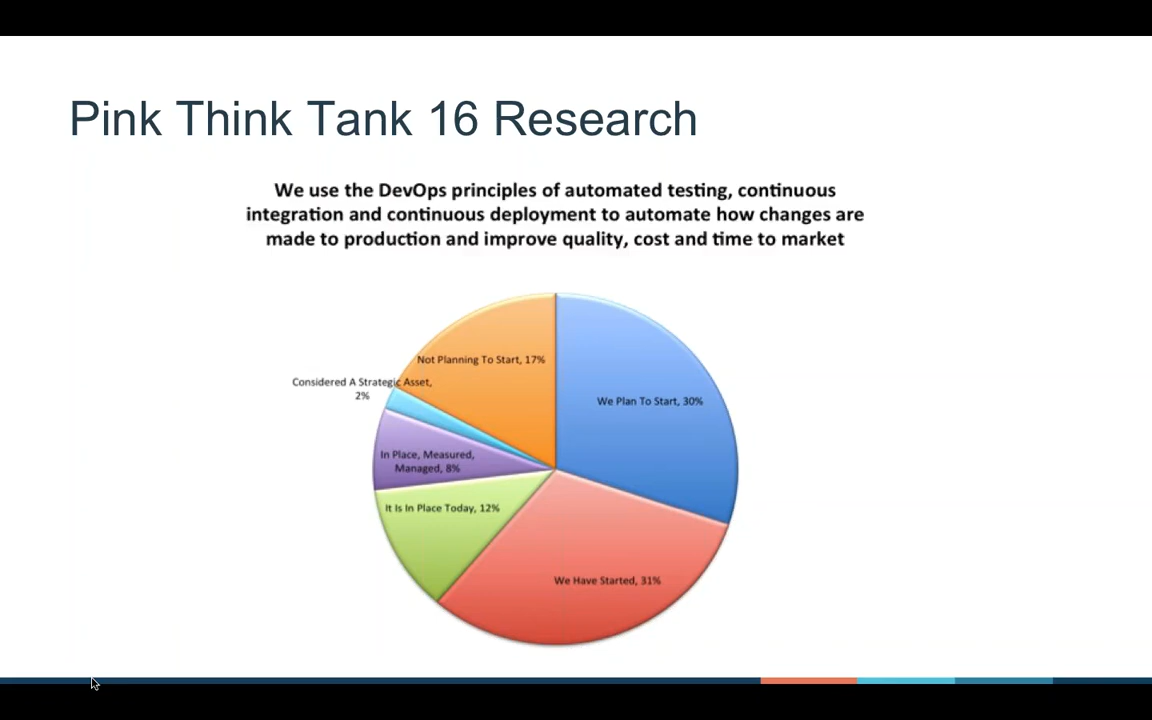 Pink Think Tank 16 Research
We use the DevOps principles of automated testing, continuous
integration and continuous deployment to automate how changes are
made to production and improve quality, cost and time to market
Not Planning To Start, 17%
Considered A Strategic Asset,
2%
We Plan To Start, 30%
In Place, Measured,
Managed, 8%
It Is In Place Today, 12%
We Have Started, 31%